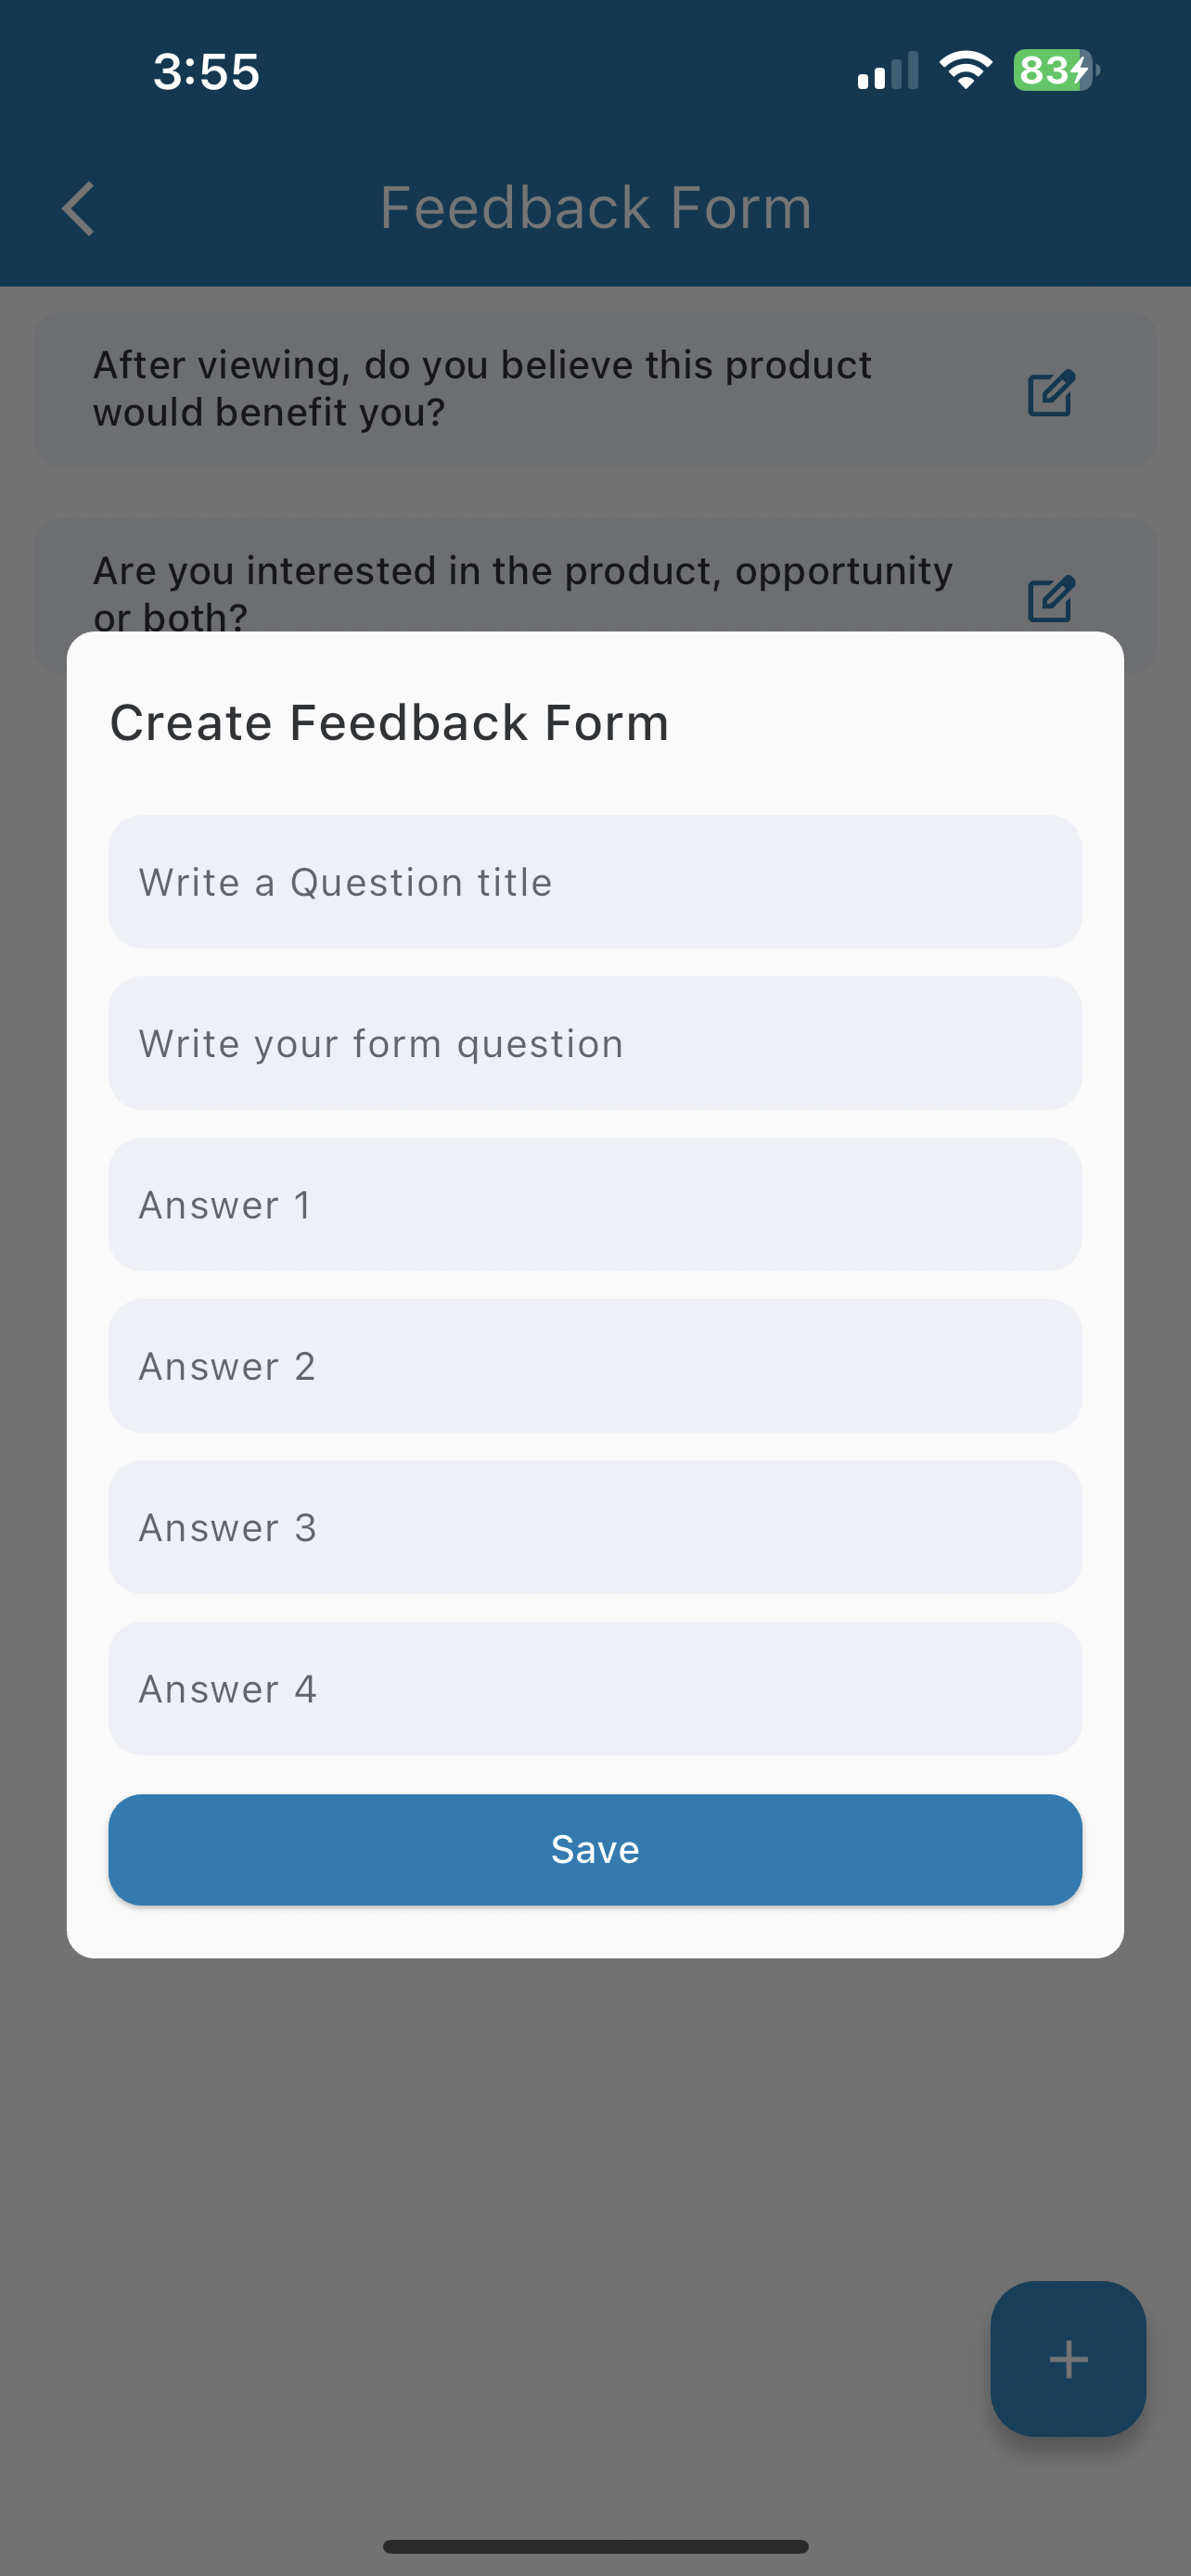 3:55
83
Feedback Form
After viewing, do you believe this product
would benefit you?
Are you interested in the product, opportunity
or both?
Create Feedback Form
Write a Question title
Write your form question
Answer 1
Answer 2
Answer 3
Answer 4
Save